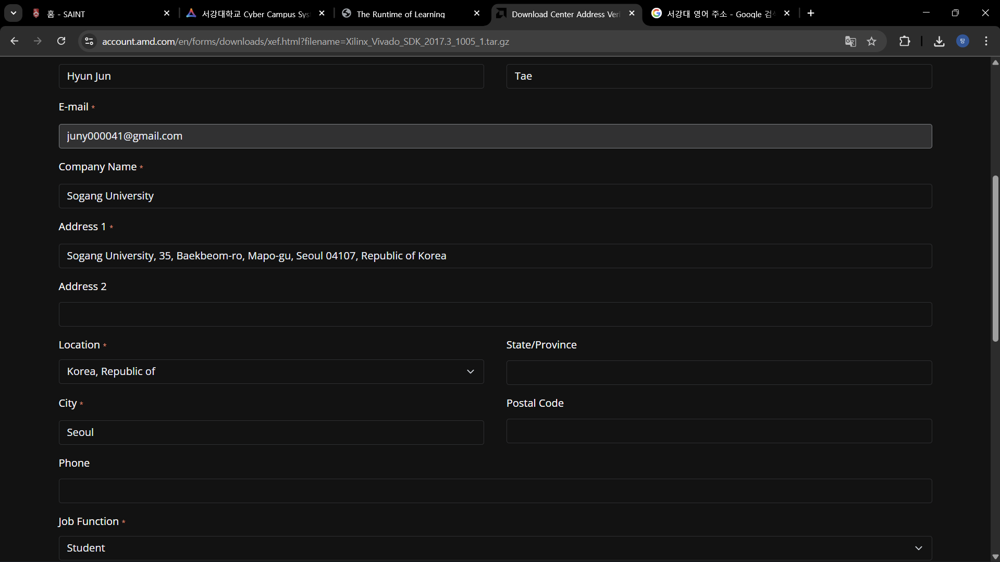 홈 - SAINT
서강대학교 Cyber Campus Sys
The Runtime of Learning
Download Center Address Veri
서강대 영어 주소 - Google 검색
account.amd.com/en/forms/downloads/xef.html?filename=Xilinx_Vivado_SDK_2017.3_1005_1.tar.gz
탕
Hyun Jun
Tae
E-mail *
juny000041@gmail.com
Company Name *
Sogang University
Address 1 *
Sogang University, 35, Baekbeom-ro, Mapo-gu, Seoul 04107, Republic of Korea
Address 2
Location *
State/Province
Korea, Republic of
City *
Postal Code
Seoul
Phone
Job Function *
Student